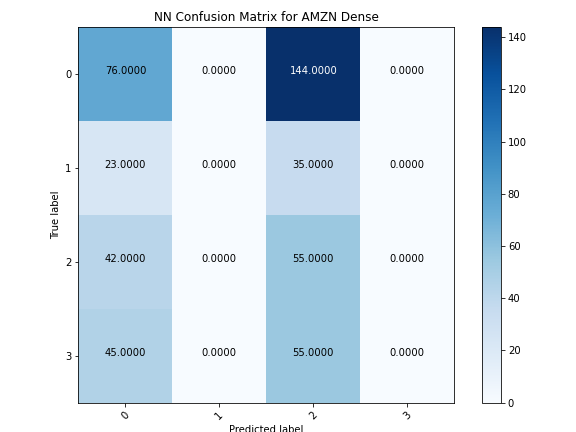 NN Confusion Matrix for AMZN Dense
0 76.0000 0.0000 144.0000 0.0000
1 23.0000 0.0000 35.0000 0.0000
2 42.0000 0.0000 55.0000 0.0000
3 45.0000 0.0000 55.0000 0.0000
True label
0 1 2 3
Predicted label
140
120
100
80
60
40
20
0